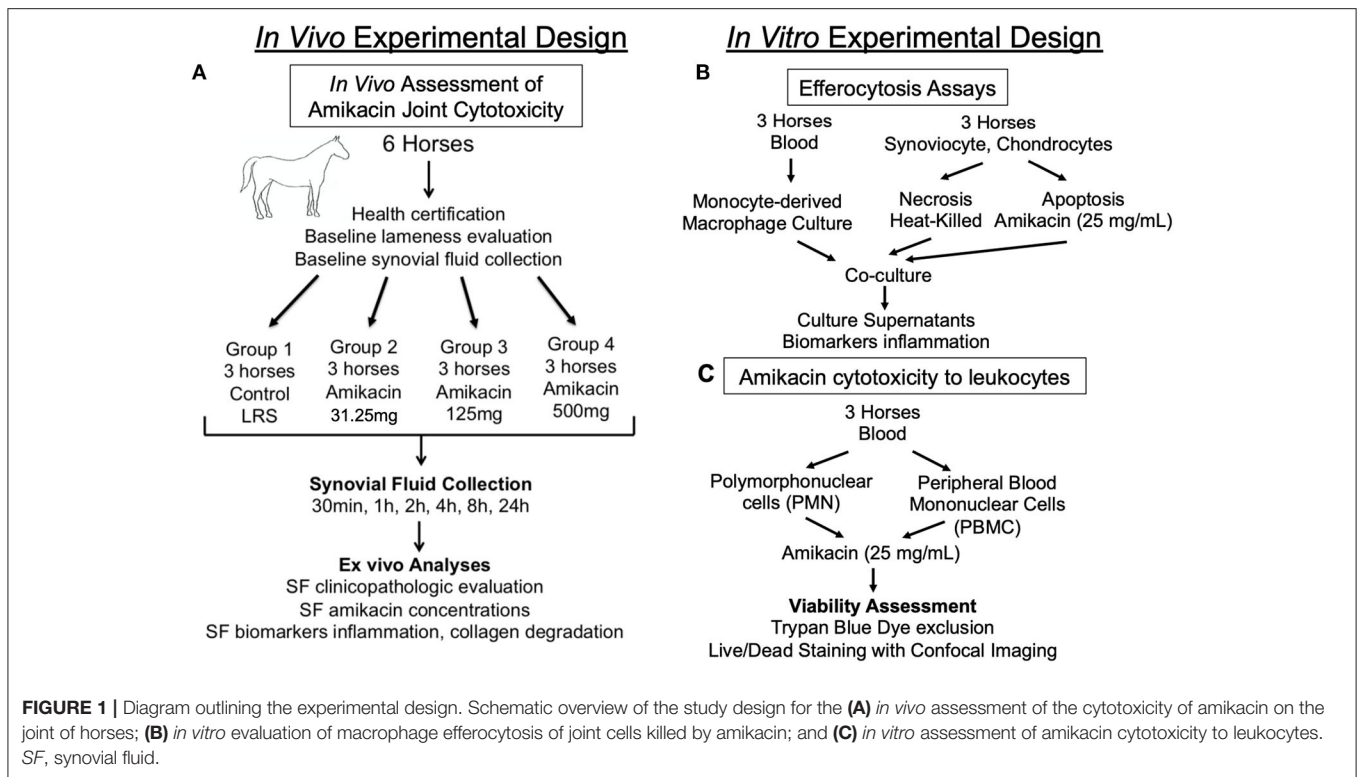 In Vivo Experimental Design
A
In Vivo Assessment of
Amikacin Joint Cytotoxicity
6 Horses
Health certification
Baseline lameness evaluation
Baseline synovial fluid collection
Group 1
3 horses
Control
LRS
Group 2
3 horses
Amikacin
31.25mg
Group 3
3 horses
Amikacin
125mg
Group 4
3 horses
Amikacin
500mg
Synovial Fluid Collection
30min, 1h, 2h, 4h, 8h, 24h
Ex vivo Analyses
SF clinicopathologic evaluation
SF amikacin concentrations
SF biomarkers inflammation, collagen degradation
In Vitro Experimental Design
B
Efferocytosis Assays
3 Horses
Blood
3 Horses
Synoviocyte, Chondrocytes
Monocyte-derived
Macrophage Culture
Necrosis
Heat-Killed
Apoptosis
Amikacin (25 mg/mL)
Co-culture
Culture Supernatants
Biomarkers inflammation
C
Amikacin cytotoxicity to leukocytes
3 Horses
Blood
Polymorphonuclear
cells (PMN)
Peripheral Blood
Mononuclear Cells
(PBMC)
Amikacin (25 mg/mL)
Viability Assessment
Trypan Blue Dye exclusion
Live/Dead Staining with Confocal Imaging
FIGURE 1 | Diagram outlining the experimental design. Schematic overview of the study design for the (A) in vivo assessment of the cytotoxicity of amikacin on the
joint of horses; (B) in vitro evaluation of macrophage efferocytosis of joint cells killed by amikacin; and (C) in vitro assessment of amikacin cytotoxicity to leukocytes.
SF, synovial fluid.